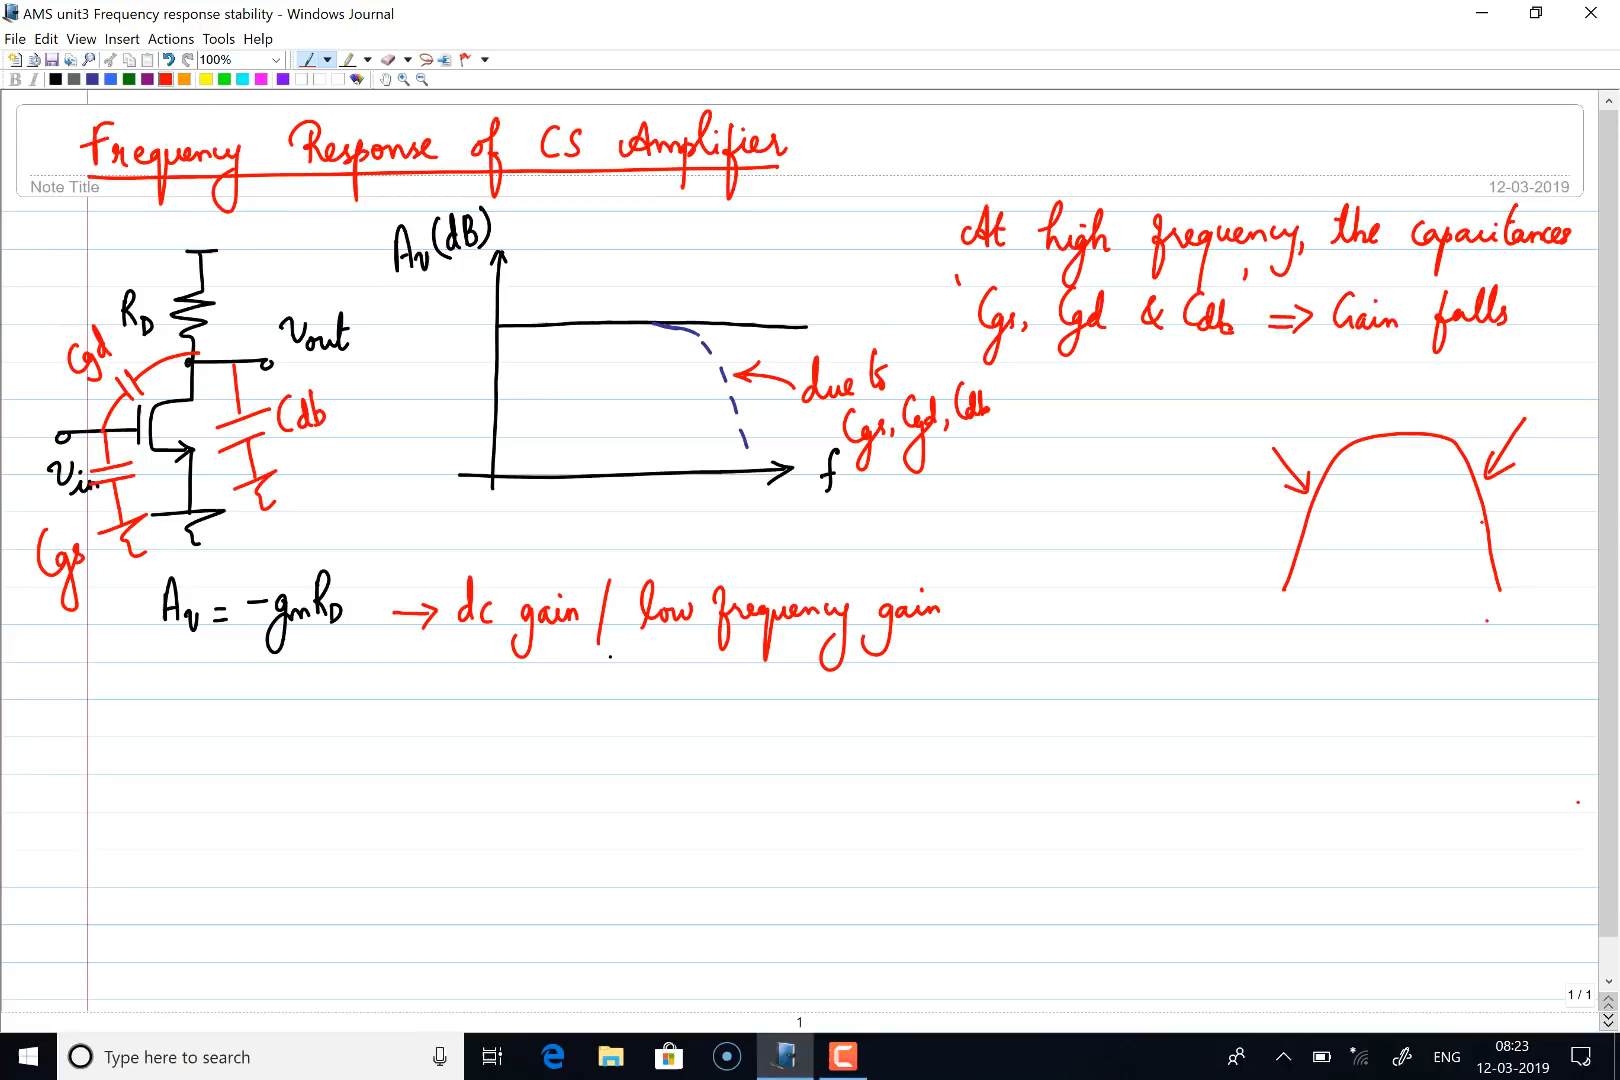 AMS unit3 Frequency response stability - Windows Journal
File Edit View Insert Actions Tools Help
100%
B I
Frequency Response of CS Amplifier
Note Title
12-03-2019
At high frequency, the capacitances
'Cgs, Cgd & Cdb' => Gain falls
Av (dB)
RD
Vout
Cgd
Cdb
due to
Cgs, Cgd, Cdb
Vin
f
Cgs
Av = -gmRD → dc gain / low frequency gain
1 / 1
1
Type here to search
ENG
08:23
12-03-2019